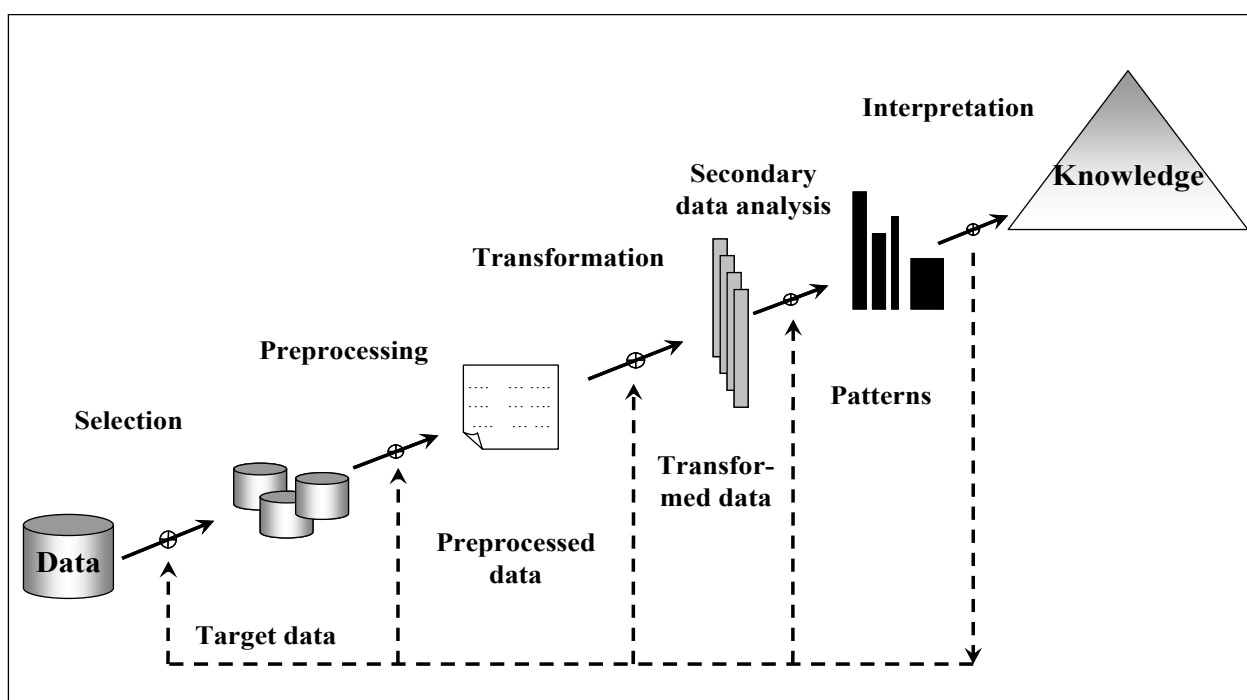 Interpretation
Knowledge
Secondary
data analysis
Transformation
Preprocessing
Patterns
Selection
Transfor-
med data
Preprocessed
data
Data
Target data